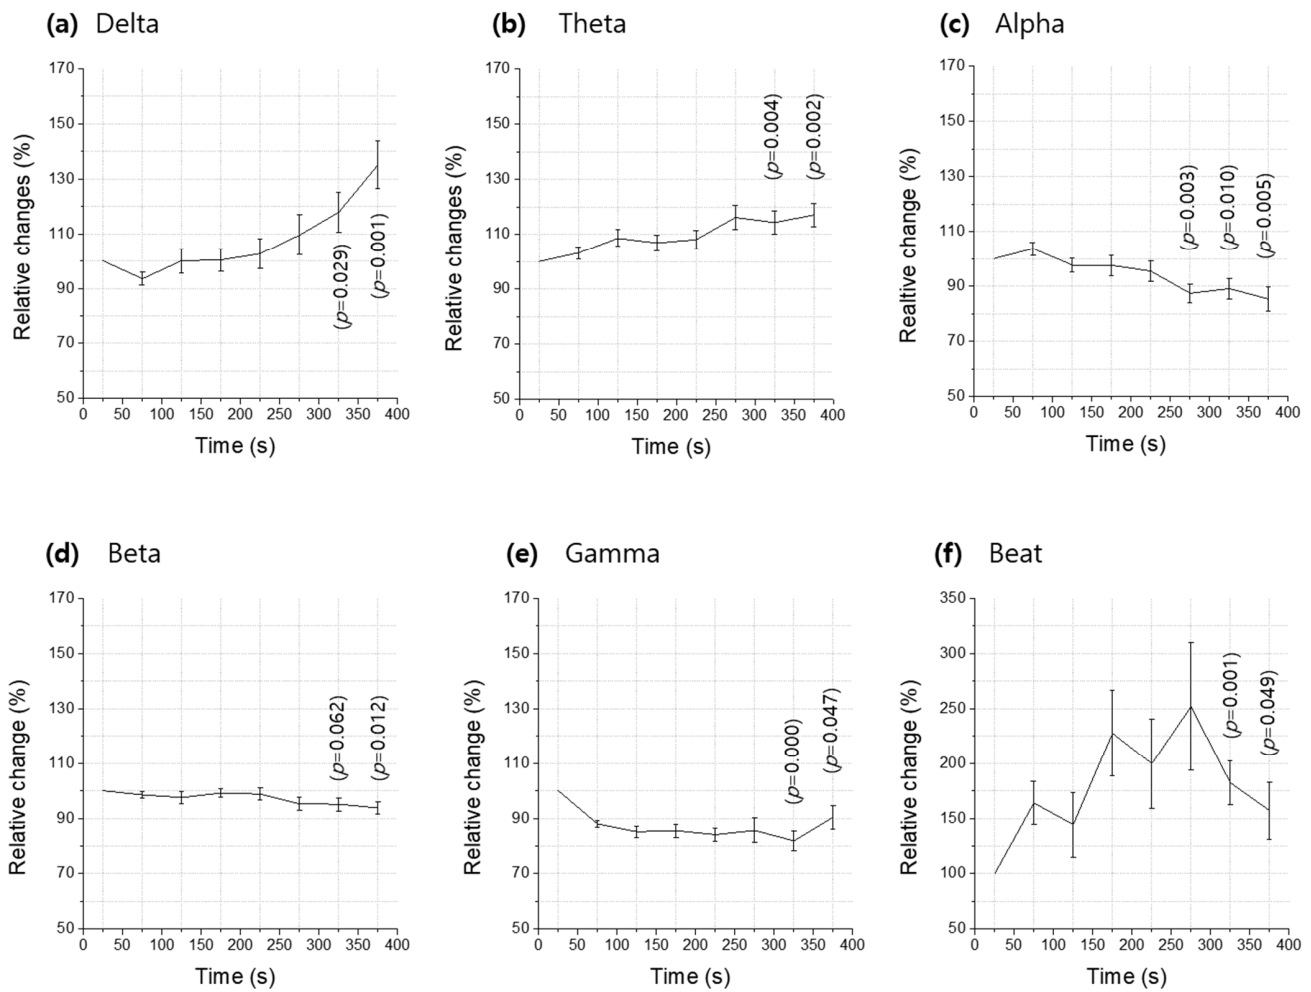 (a) Delta
170
150
130
110
90
70
50
0 50 100 150 200 250 300 350 400
Relative changes (%)
Time (s)
(p=0.029)
(p=0.001)
(b) Theta
170
150
130
110
90
70
50
0 50 100 150 200 250 300 350 400
Relative changes (%)
Time (s)
(p=0.004)
(p=0.002)
(c) Alpha
170
150
130
110
90
70
50
0 50 100 150 200 250 300 350 400
Realtive change (%)
Time (s)
(p=0.003)
(p=0.010)
(p=0.005)
(d) Beta
170
150
130
110
90
70
50
0 50 100 150 200 250 300 350 400
Relative change (%)
Time (s)
(p=0.062)
(p=0.012)
(e) Gamma
170
150
130
110
90
70
50
0 50 100 150 200 250 300 350 400
Relative change (%)
Time (s)
(p=0.000)
(p=0.047)
(f) Beat
350
300
250
200
150
100
50
0 50 100 150 200 250 300 350 400
Relative change (%)
Time (s)
(p=0.001)
(p=0.049)